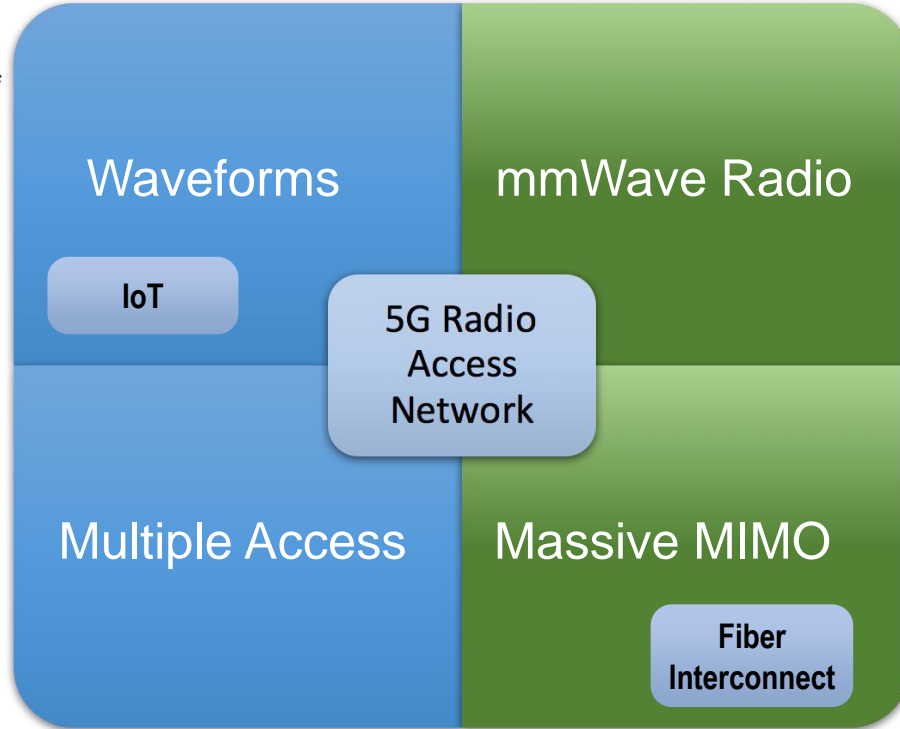 Waveforms
mmWave Radio
IoT
5G Radio
Access
Network
Multiple Access
Massive MIMO
Fiber
Interconnect